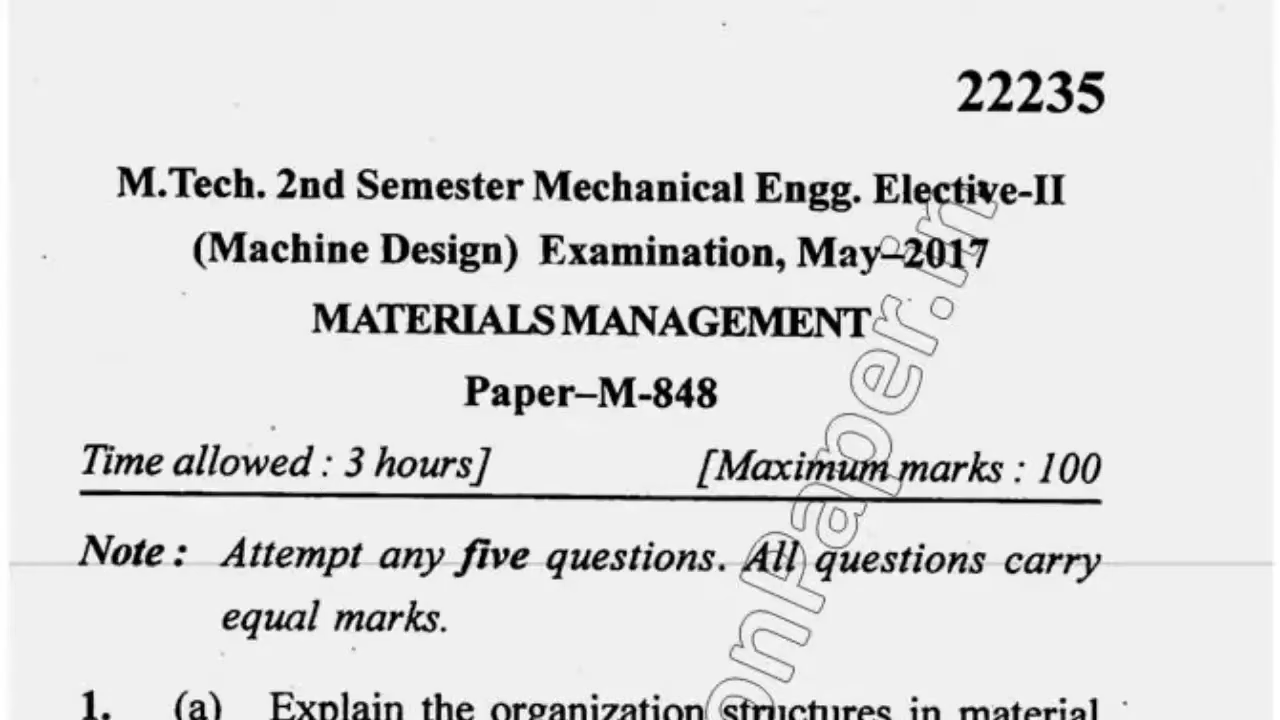 22235
M.Tech. 2nd Semester Mechanical Engg. Elective-II
(Machine Design) Examination, May–2017
MATERIALS MANAGEMENT
Paper–M-848
Time allowed : 3 hours] [Maximum marks : 100
Note : Attempt any five questions. All questions carry
equal marks.
1. (a) Explain the organization structures in material
onPaper.in